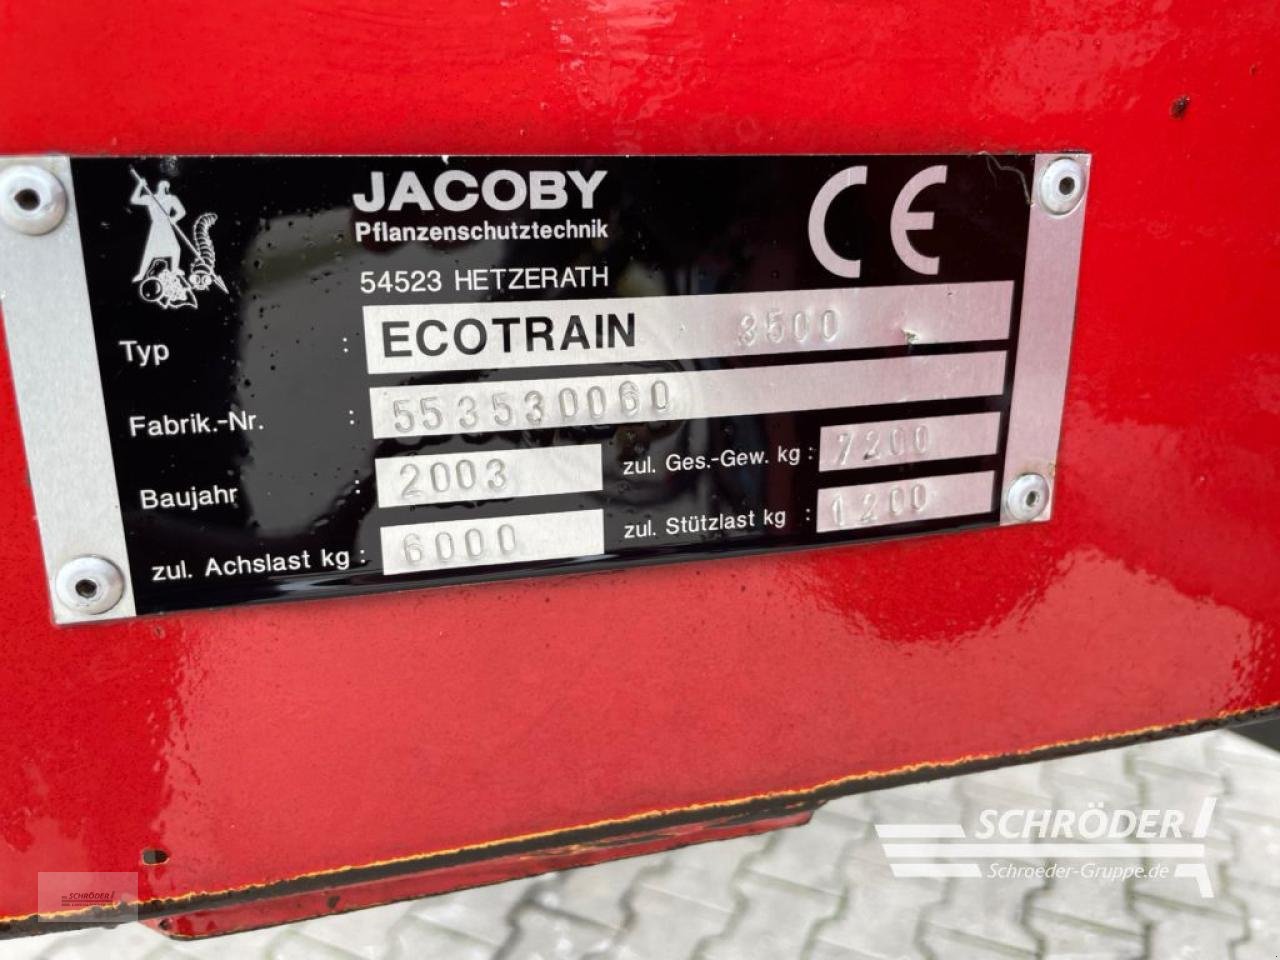 JACOBY
Pflanzenschutztechnik
CE
54523 HETZERATH
Typ : ECOTRAIN 3500
Fabrik.-Nr. : 553530060
Baujahr : 2003
zul. Ges.-Gew. kg : 7200
zul. Achslast kg : 6000
zul. Stützlast kg : 1200
SCHRÖDER
Schroeder-Gruppe.de
SCHRÖDER